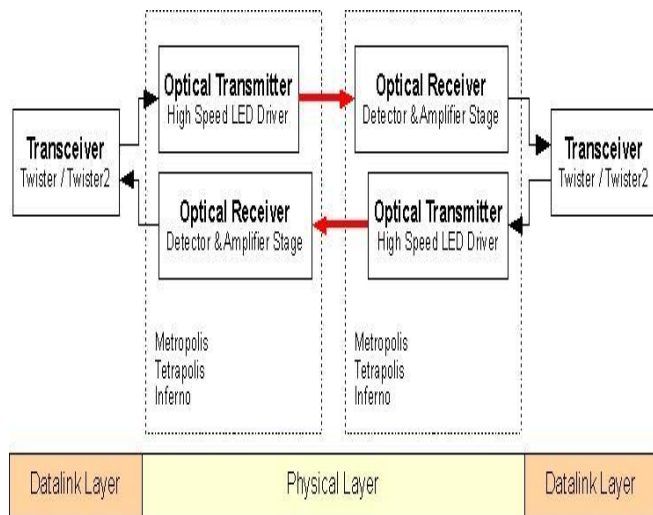 Optical Transmitter
High Speed LED Driver
Optical Receiver
Detector & Amplifier Stage
Transceiver
Twister / Twister2
Transceiver
Twister / Twister2
Optical Receiver
Detector & Amplifier Stage
Optical Transmitter
High Speed LED Driver
Metropolis
Tetrapolis
Inferno
Metropolis
Tetrapolis
Inferno
Datalink Layer
Physical Layer
Datalink Layer